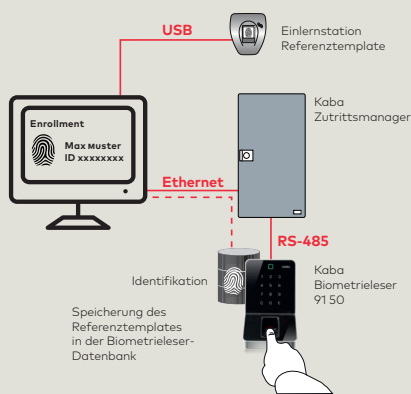 USB
Einlernstation
Referenztemplate
Enrollment
Max Muster
ID xxxxxxxx
Kaba
Zutrittsmanager
Ethernet
RS-485
Identifikation
Kaba
Biometrieleser
91 50
Speicherung des
Referenztemplates
in der Biometrieleser-
Datenbank